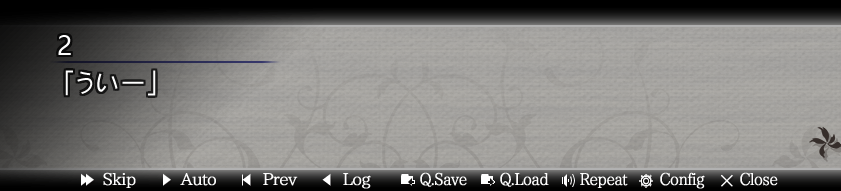 2
「うぃー」
Skip Auto Prev Log Q.Save Q.Load Repeat Config Close